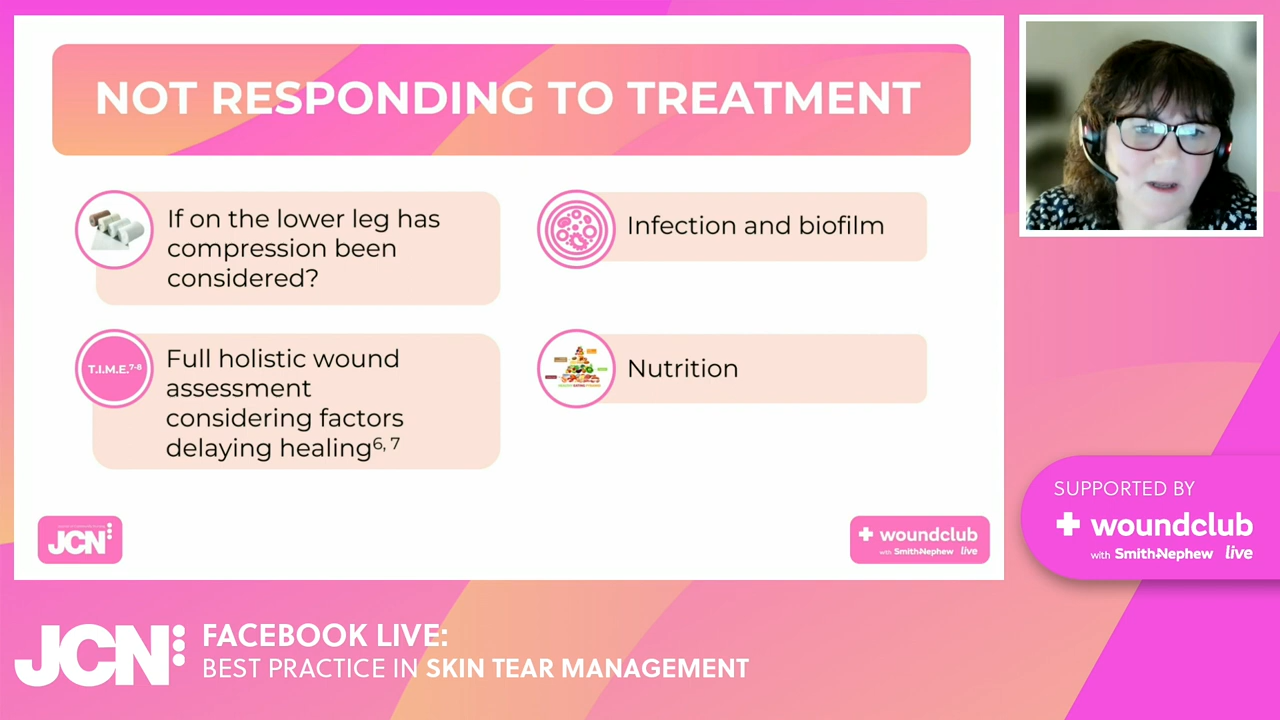 NOT RESPONDING TO TREATMENT
If on the lower leg has
compression been
considered?
Infection and biofilm
T.I.M.E.7-8
Full holistic wound
assessment
considering factors
delaying healing6, 7
Nutrition
JCN
woundclub
with Smith+Nephew live
SUPPORTED BY
woundclub
with Smith+Nephew live
JCN
FACEBOOK LIVE:
BEST PRACTICE IN SKIN TEAR MANAGEMENT